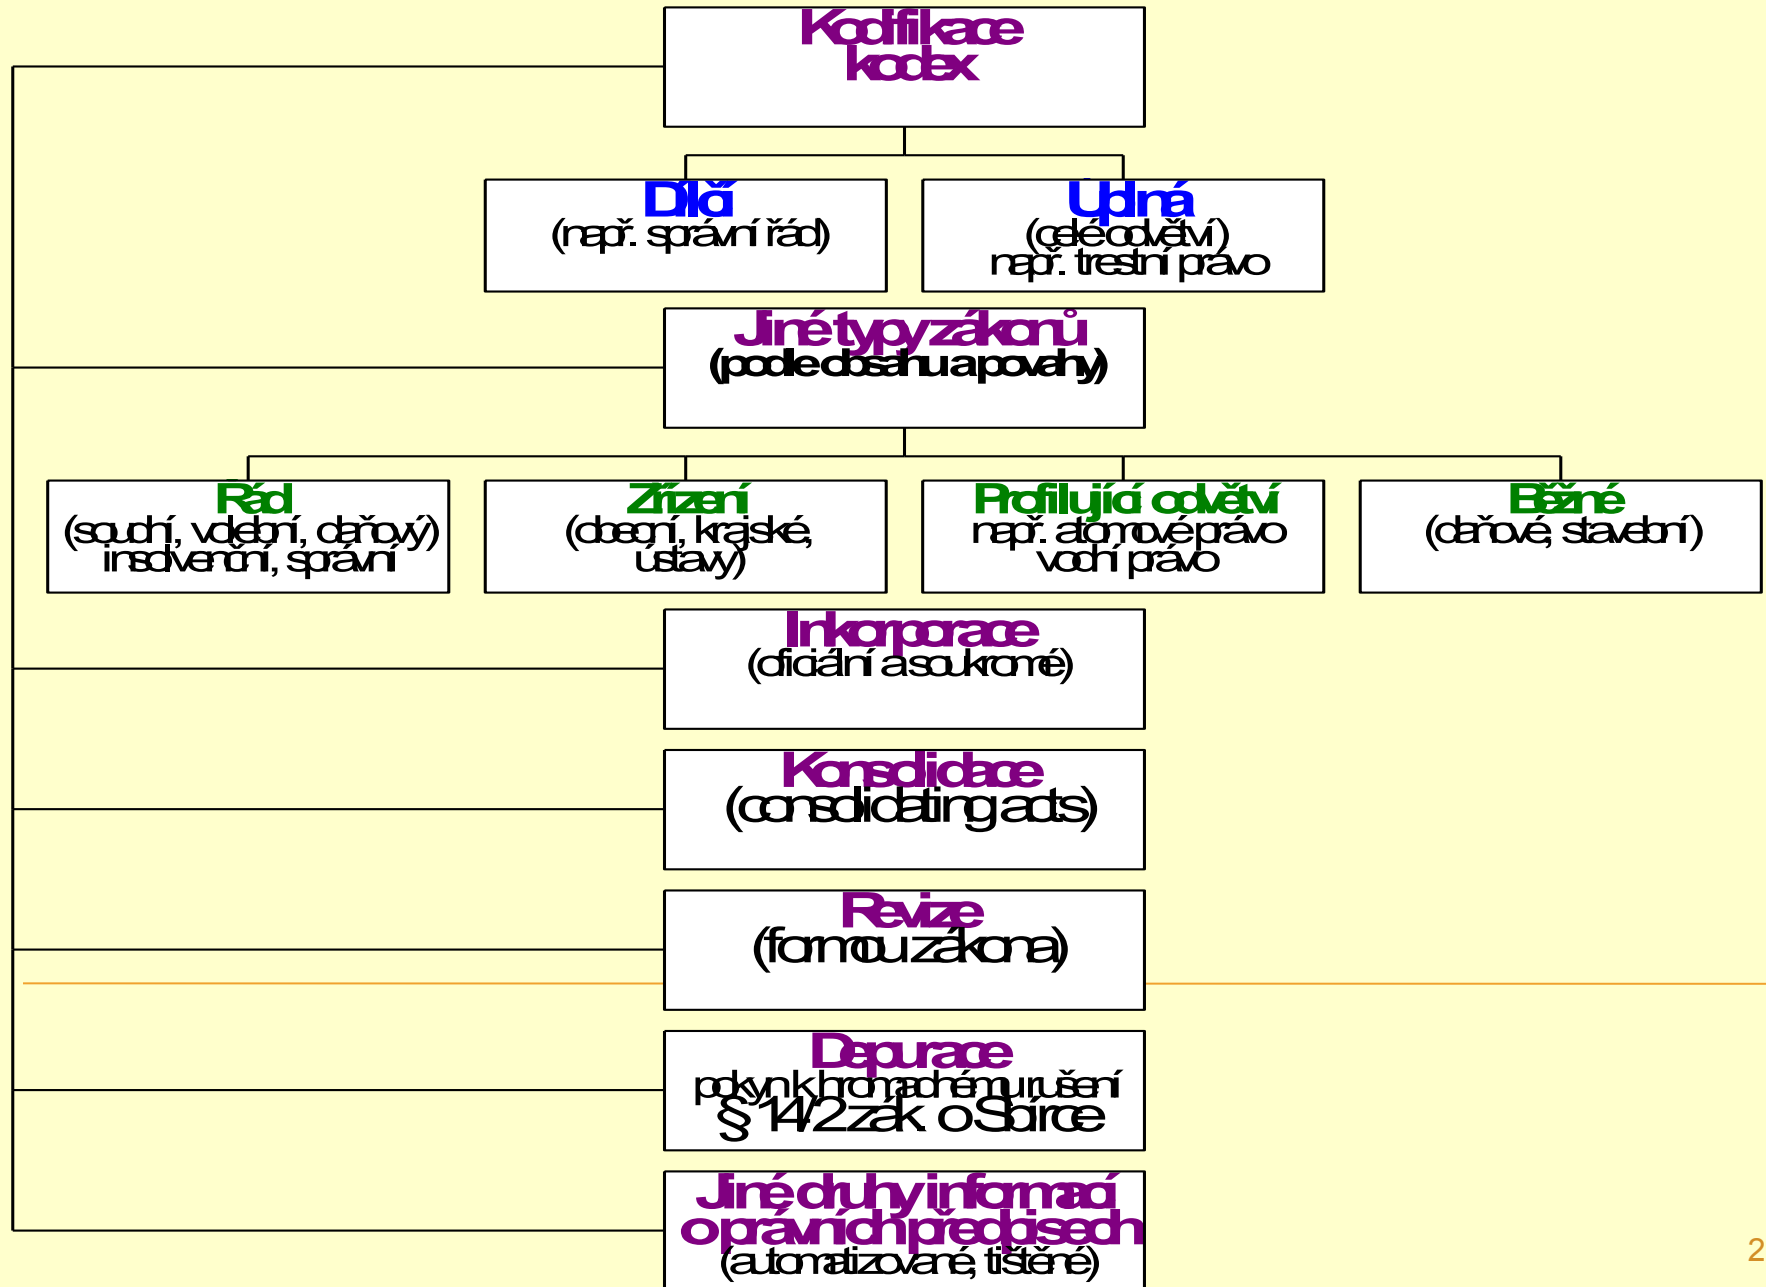 Kodifikace
kodex
Dílčí
(např. správní řád)
Úplná
(celé odvětví)
např. trestní právo
Jiné typy zákonů
(podle obsahu a povahy)
Řád
(soudní, volební, daňový)
insolvenční, správní
Zřízení
(obecní, krajské,
ústavy)
Profilující odvětví
např. atomové právo
vodní právo
Běžné
(daňové, stavební)
Inkorporace
(oficiální a soukromé)
Konsolidace
(consolidating acts)
Revize
(formou zákona)
Depurace
pokyn k hromadnému rušení
§ 14/2 zák. o Sbírce
Jiné druhy informací
o právních předpisech
(automatizované, tištěné)
2